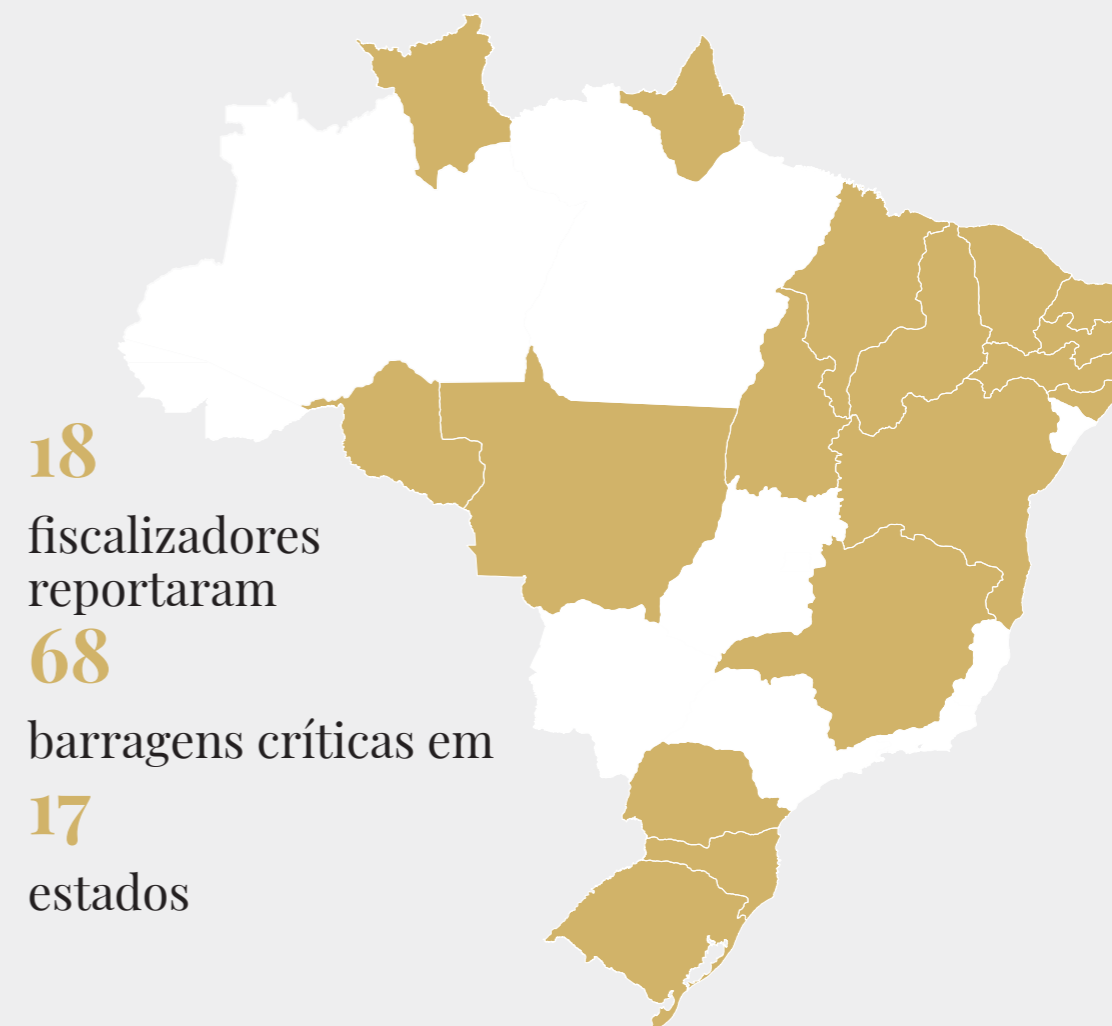 18
fiscalizadores
reportaram
68
barragens críticas em
17
estados